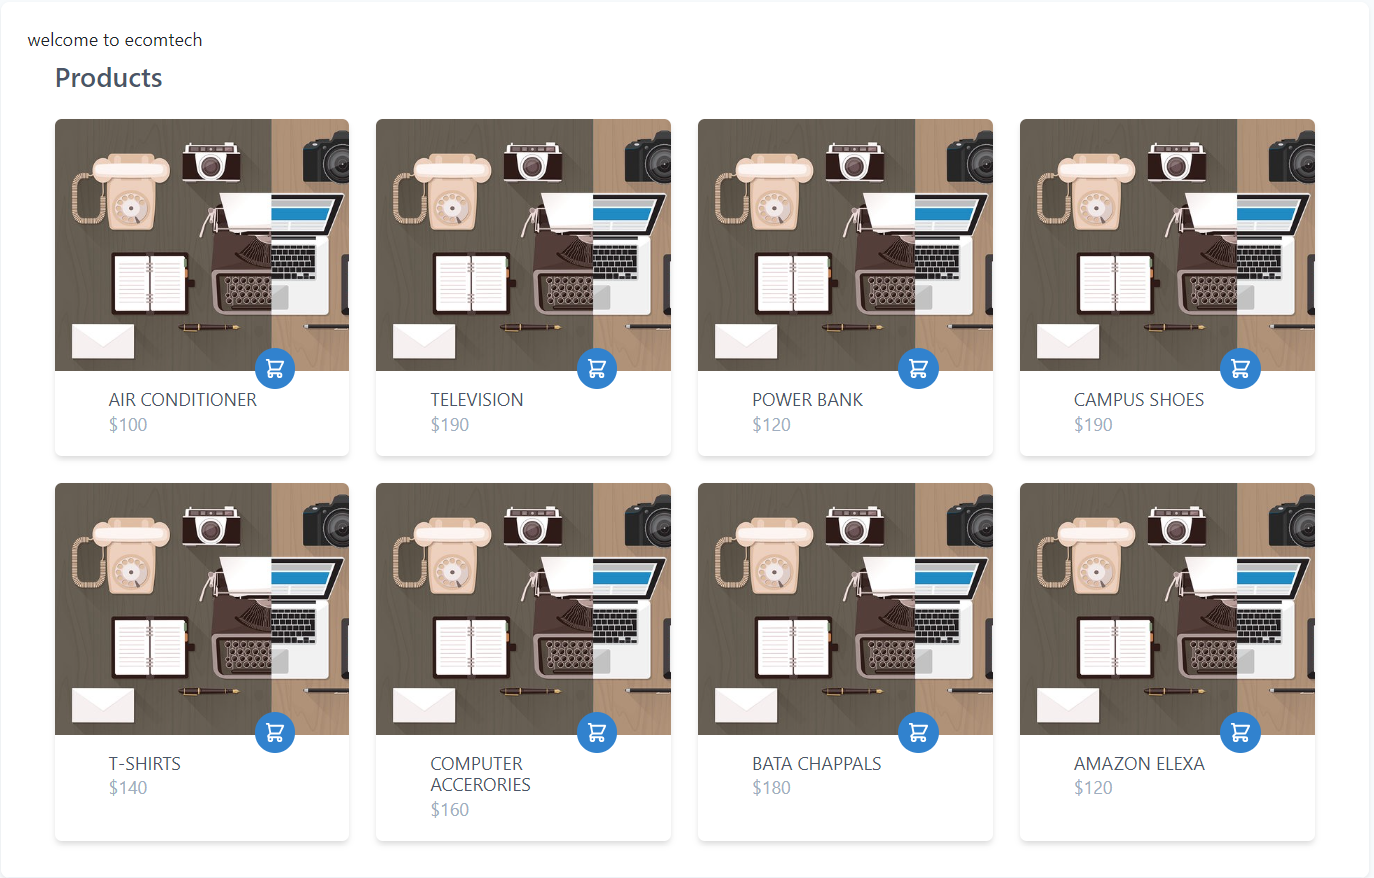 welcome to ecomtech
Products
AIR CONDITIONER
$100
TELEVISION
$190
POWER BANK
$120
CAMPUS SHOES
$190
T-SHIRTS
$140
COMPUTER
ACCERORIES
$160
BATA CHAPPALS
$180
AMAZON ELEXA
$120